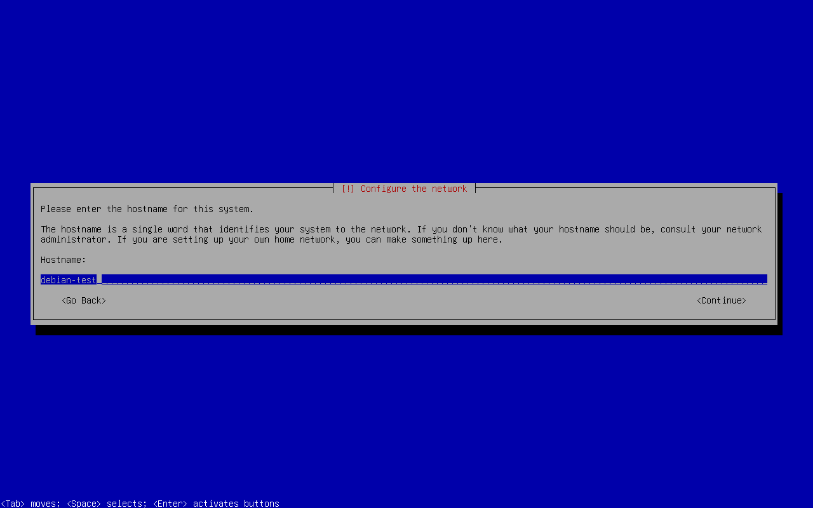 [!] Configure the network
Please enter the hostname for this system.
The hostname is a single word that identifies your system to the network. If you don't know what your hostname should be, consult your network
administrator. If you are setting up your own home network, you can make something up here.
Hostname:
debian-test
<Go Back> <Continue>
<Tab> moves; <Space> selects; <Enter> activates buttons